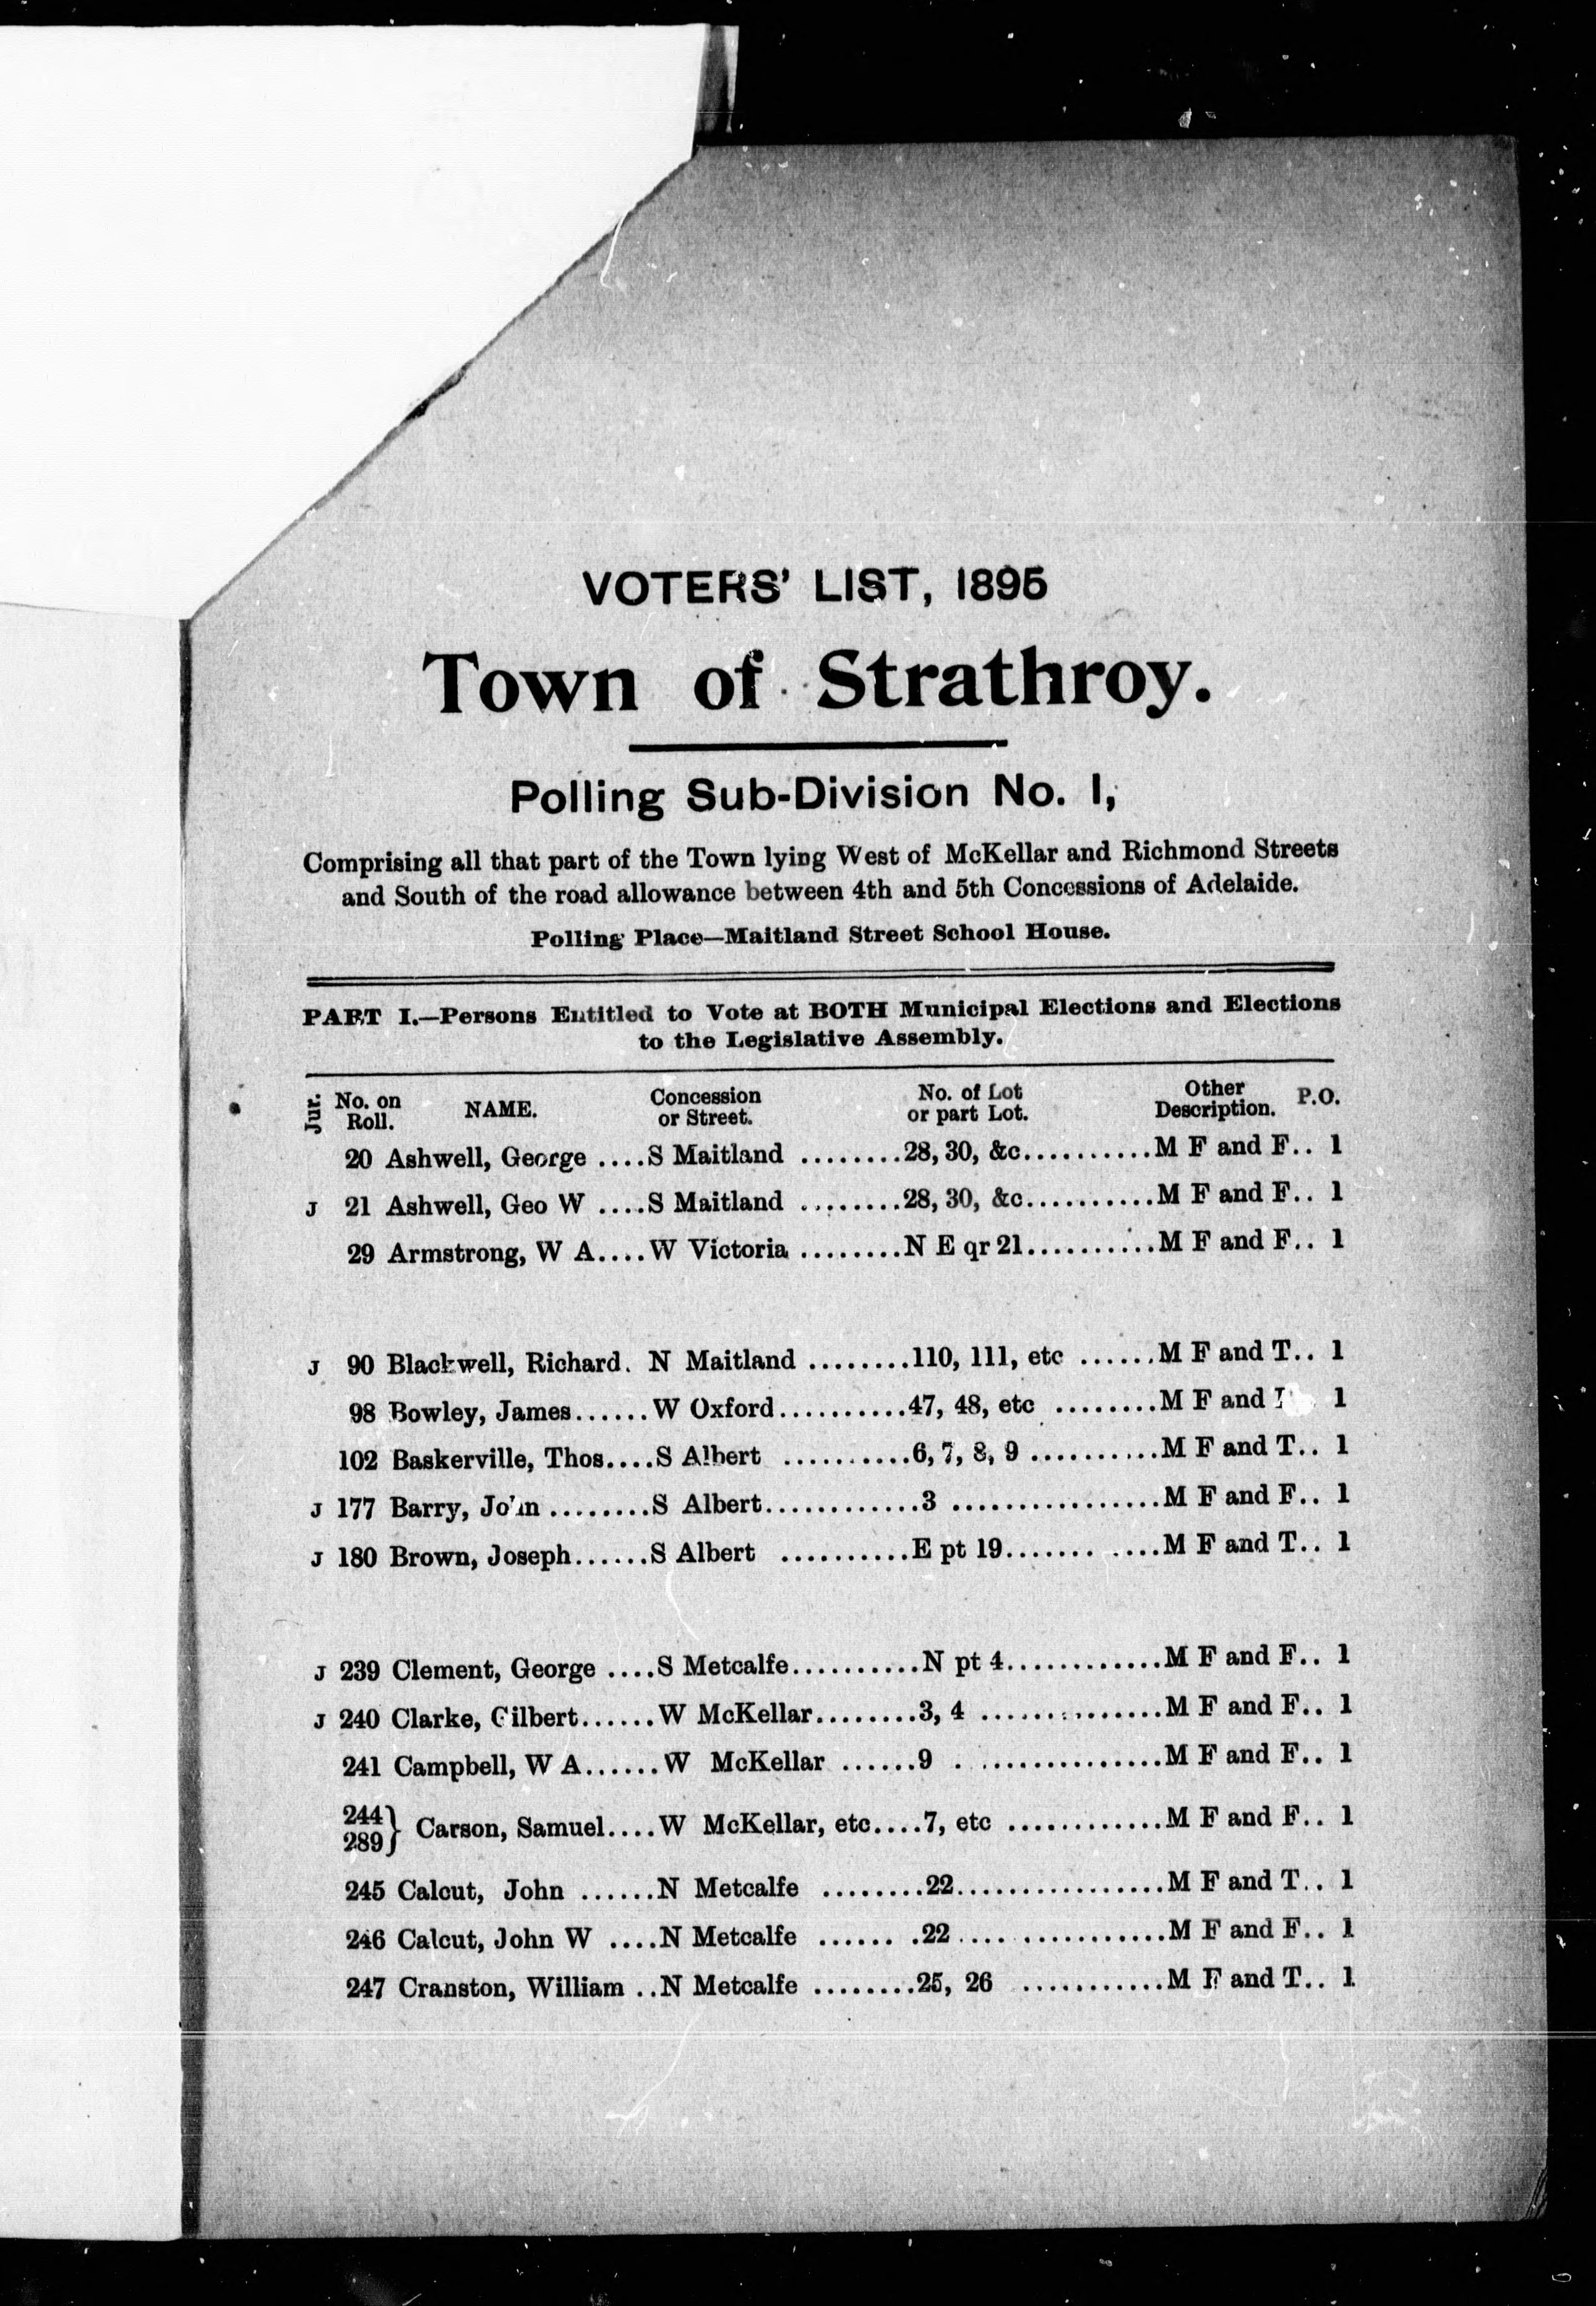 VOTERS' LIST, 1895
Town of Strathroy.
Polling Sub-Division No. 1,
Comprising all that part of the Town lying West of McKellar and Richmond Streets
and South of the road allowance between 4th and 5th Concessions of Adelaide.
Polling Place—Maitland Street School House.
PART I.—Persons Entitled to Vote at BOTH Municipal Elections and Elections
to the Legislative Assembly.
Jur. No. on Roll. NAME. Concession or Street. No. of Lot or part Lot. Other Description. P.O.
20 Ashwell, George ....S Maitland ........28, 30, &c..........M F and F.. 1
J 21 Ashwell, Geo W ....S Maitland ........28, 30, &c..........M F and F.. 1
29 Armstrong, W A....W Victoria ........N E qr 21..........M F and F.. 1
J 90 Blackwell, Richard. N Maitland ........110, 111, etc ......M F and T.. 1
98 Bowley, James......W Oxford...........47, 48, etc ........M F and 1
102 Baskerville, Thos....S Albert ..........6, 7, 8, 9 ..........M F and T.. 1
J 177 Barry, John ........S Albert............3 ................M F and F.. 1
J 180 Brown, Joseph......S Albert ..........E pt 19....... ....M F and T.. 1
J 239 Clement, George ....S Metcalfe..........N pt 4............M F and F.. 1
J 240 Clarke, Gilbert......W McKellar........3, 4 ..............M F and F.. 1
241 Campbell, W A......W McKellar ......9 . ..............M F and F.. 1
244
289} Carson, Samuel....W McKellar, etc....7, etc ............M F and F.. 1
245 Calcut, John ......N Metcalfe ........22................M F and T.. 1
246 Calcut, John W ....N Metcalfe ...... .22.... ...........M F and F.. 1
247 Cranston, William ..N Metcalfe ........25, 26 ...........M F and T.. 1